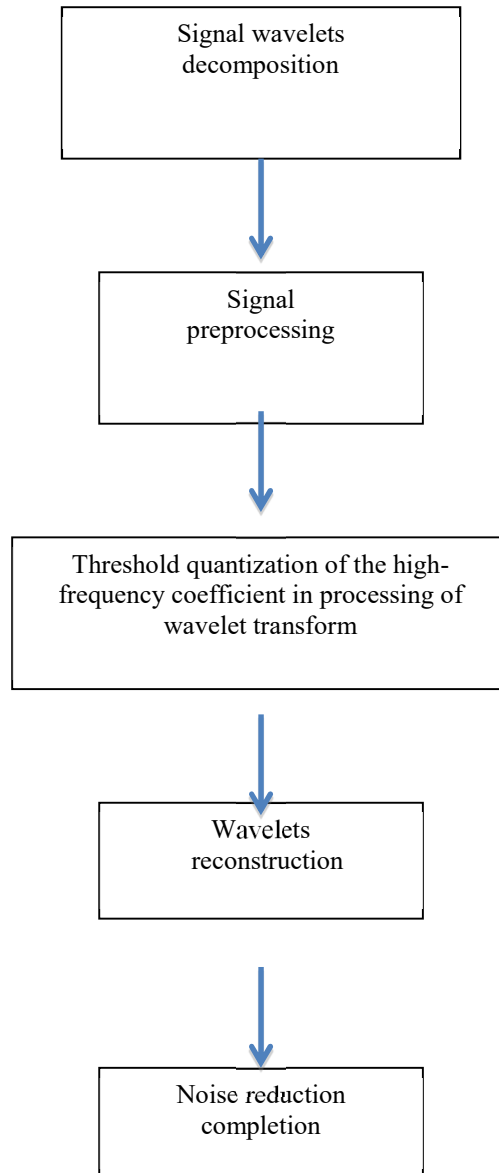 Signal wavelets
decomposition
Signal
preprocessing
Threshold quantization of the high-
frequency coefficient in processing of
wavelet transform
Wavelets
reconstruction
Noise reduction
completion